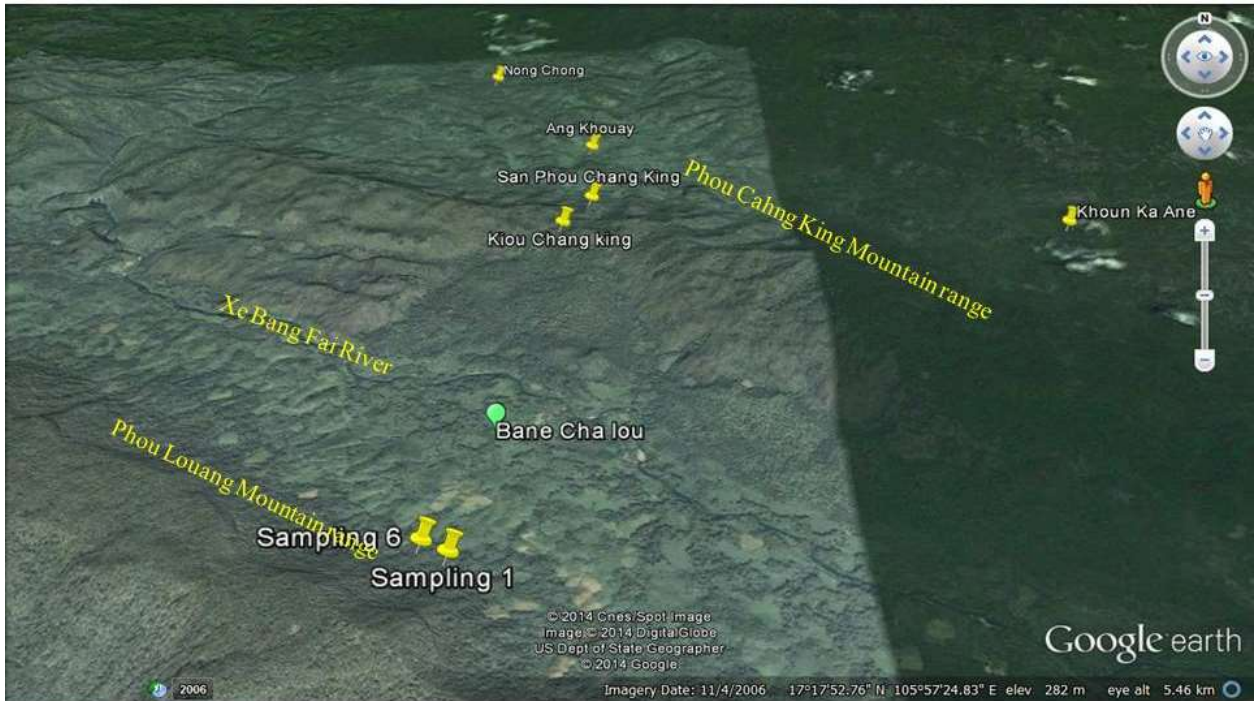 N
Nong Chong
Ang Khouay
San Phou Chang King
Phou Cahng King Mountain range
Khoun Ka Ane
Kiou Chang king
Xe Bang Fai River
Bane Cha lou
Phou Louang Mountain range
Sampling 6
Sampling 1
© 2014 Cnes/Spot Image
Image © 2014 DigitalGlobe
US Dept of State Geographer
© 2014 Google
Google earth
2006
Imagery Date: 11/4/2006 17°17'52.76" N 105°57'24.83" E elev 282 m eye alt 5.46 km